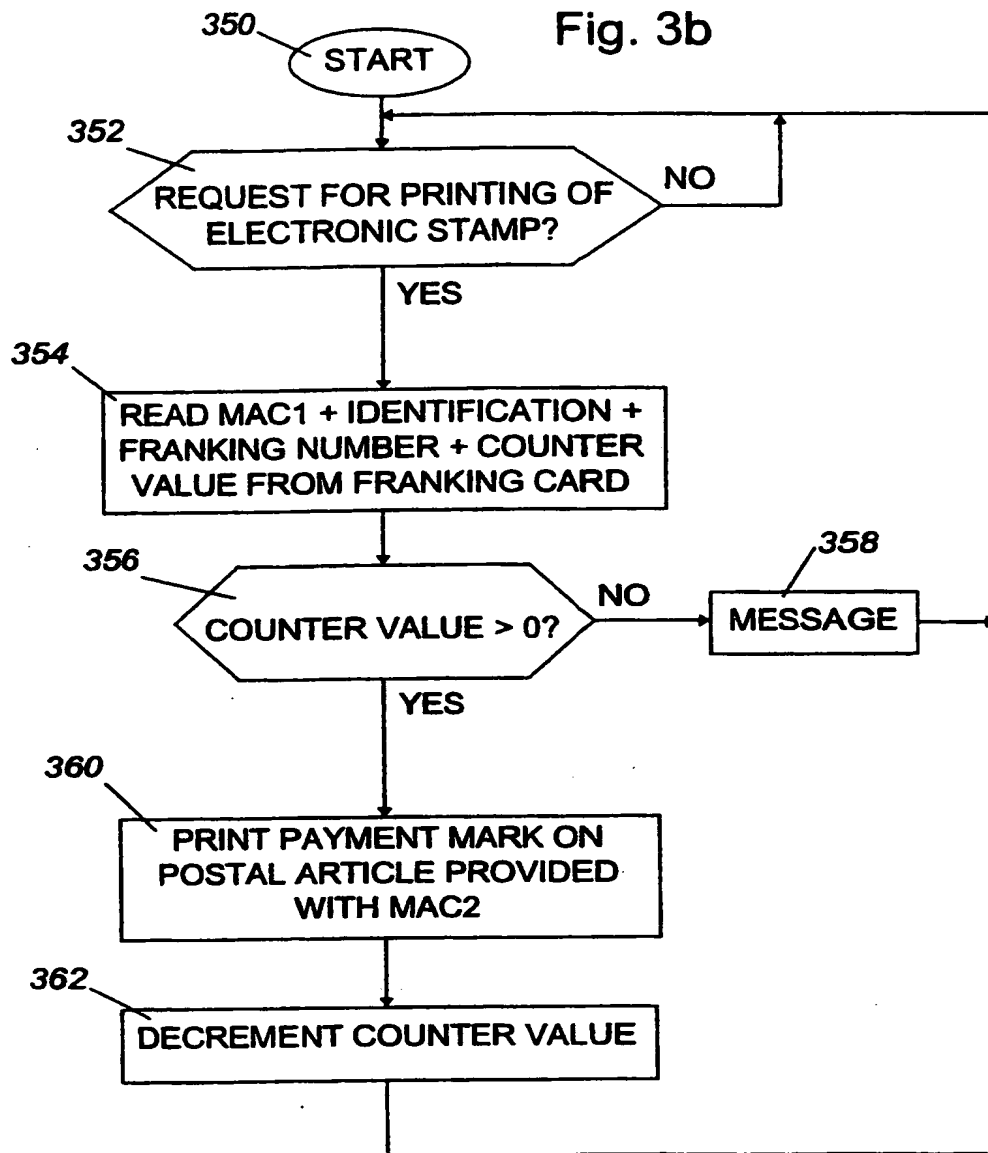 Fig. 3b
350
START
352
REQUEST FOR PRINTING OF
ELECTRONIC STAMP?
NO
YES
354
READ MAC1 + IDENTIFICATION +
FRANKING NUMBER + COUNTER
VALUE FROM FRANKING CARD
356
COUNTER VALUE > 0?
NO
358
MESSAGE
YES
360
PRINT PAYMENT MARK ON
POSTAL ARTICLE PROVIDED
WITH MAC2
362
DECREMENT COUNTER VALUE